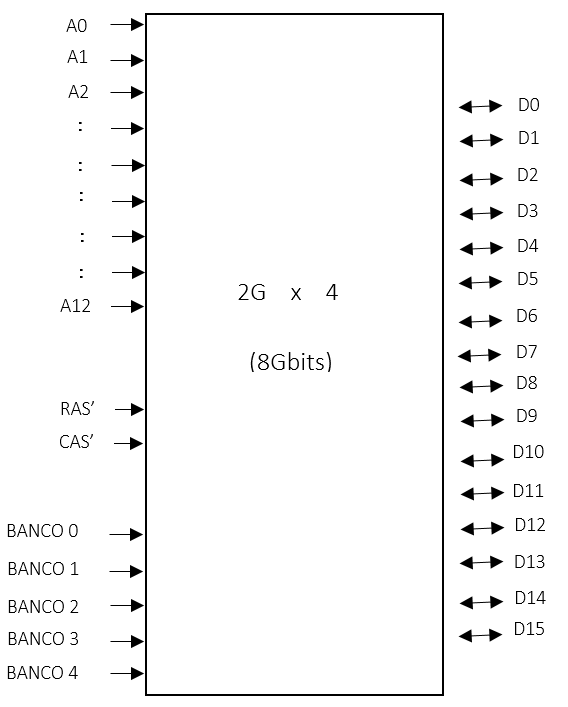 A0
A1
A2
:
:
:
:
:
A12
RAS’
CAS’
BANCO 0
BANCO 1
BANCO 2
BANCO 3
BANCO 4
2G x 4
(8Gbits)
D0
D1
D2
D3
D4
D5
D6
D7
D8
D9
D10
D11
D12
D13
D14
D15